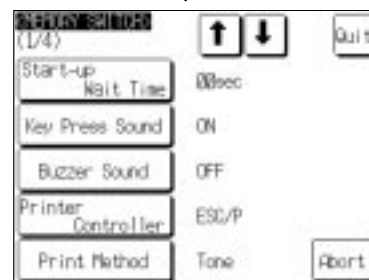 (MEMORY SWITCH)
(1/4)
↑ ↓ Quit
Start-up
Wait Time
00sec
Key Press Sound
ON
Buzzer Sound
OFF
Printer
Controller
ESC/P
Print Method
Tone
Abort